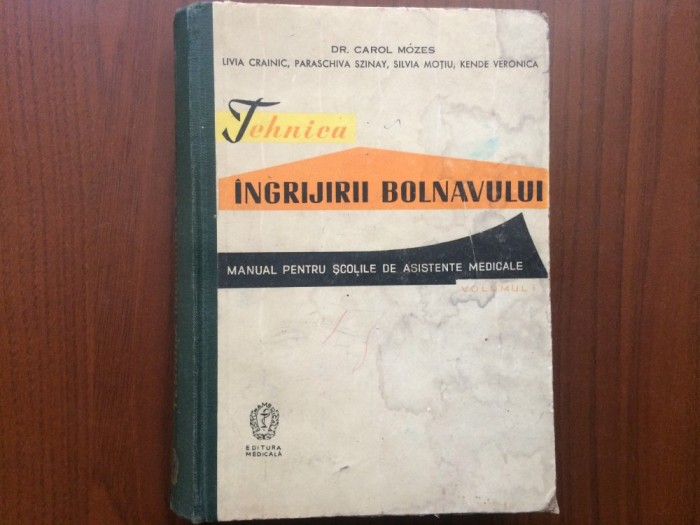 DR. CAROL MÓZES
LIVIA CRAINIC, PARASCHIVA SZINAY, SILVIA MOȚIU, KENDE VERONICA
Tehnica
ÎNGRIJIRII BOLNAVULUI
MANUAL PENTRU ȘCOLILE DE ASISTENTE MEDICALE
VOLUMUL I
EDITURA
MEDICALĂ